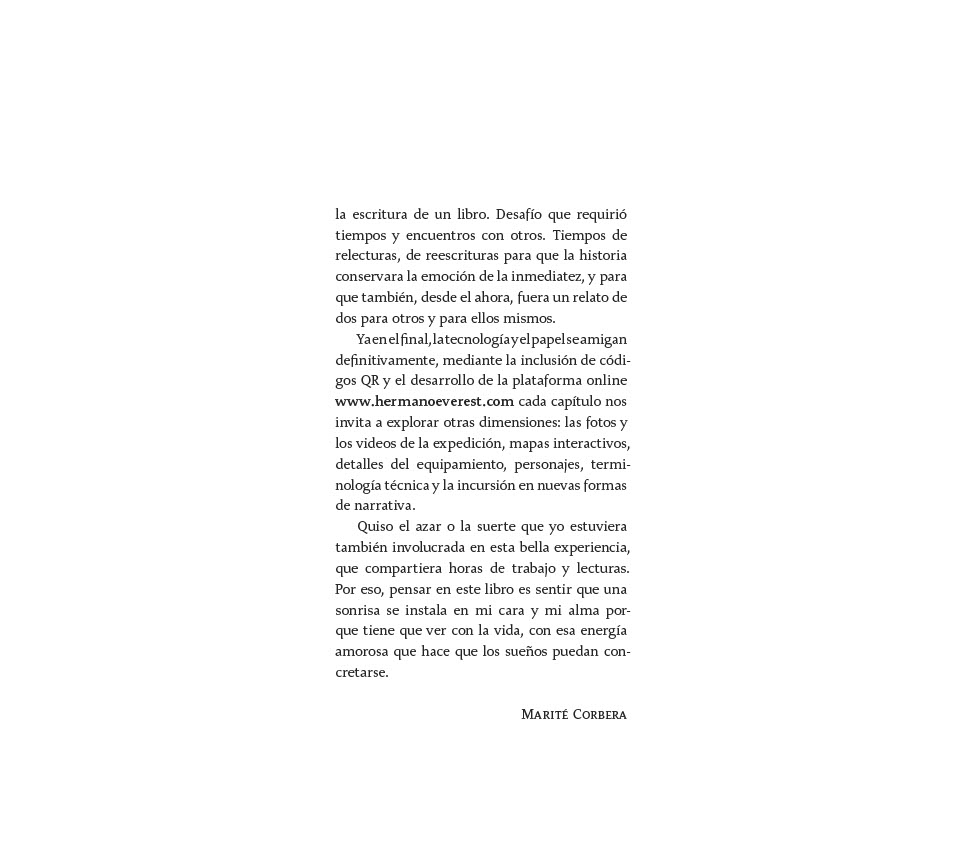 la escritura de un libro. Desafío que requirió
tiempos y encuentros con otros. Tiempos de
relecturas, de reescrituras para que la historia
conservara la emoción de la inmediatez, y para
que también, desde el ahora, fuera un relato de
dos para otros y para ellos mismos.
Ya en el final, la tecnología y el papel se amigan
definitivamente, mediante la inclusión de códi-
gos QR y el desarrollo de la plataforma online
www.hermanoeverest.com cada capítulo nos
invita a explorar otras dimensiones: las fotos y
los videos de la expedición, mapas interactivos,
detalles del equipamiento, personajes, termi-
nología técnica y la incursión en nuevas formas
de narrativa.
Quiso el azar o la suerte que yo estuviera
también involucrada en esta bella experiencia,
que compartiera horas de trabajo y lecturas.
Por eso, pensar en este libro es sentir que una
sonrisa se instala en mi cara y mi alma por-
que tiene que ver con la vida, con esa energía
amorosa que hace que los sueños puedan con-
cretarse.
Marité Corbera